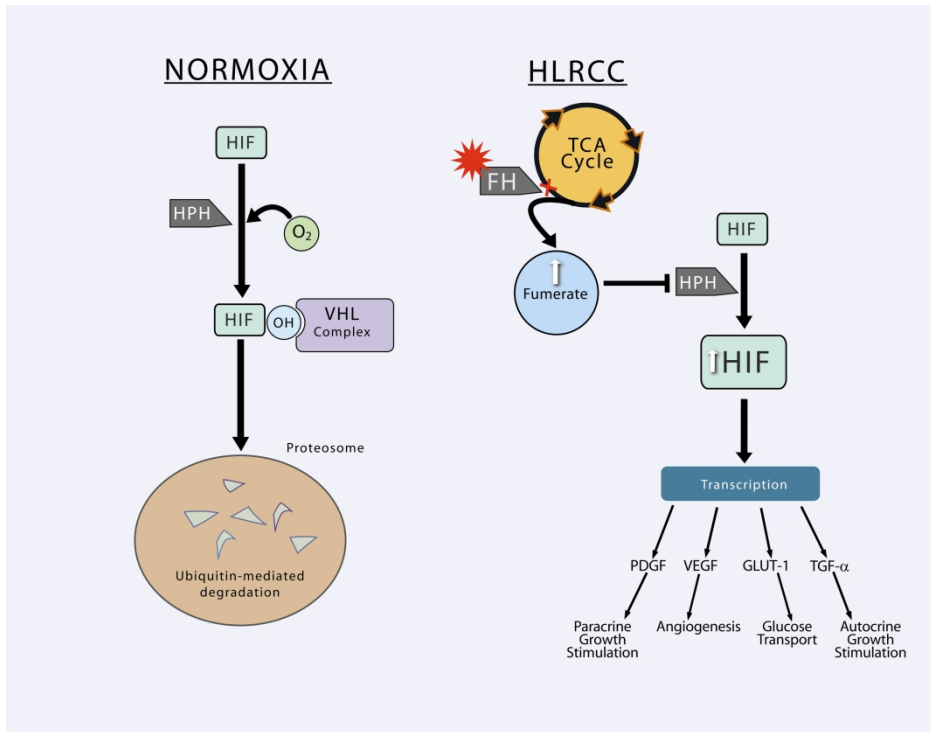 NORMOXIA
HIF
HPH
O₂
HIF
OH
VHL
Complex
Proteosome
Ubiquitin-mediated
degradation
HLRCC
TCA
Cycle
FH
Fumerate
HIF
HPH
HIF
Transcription
PDGF
VEGF
GLUT-1
TGF-α
Paracrine
Growth
Stimulation
Angiogenesis
Glucose
Transport
Autocrine
Growth
Stimulation